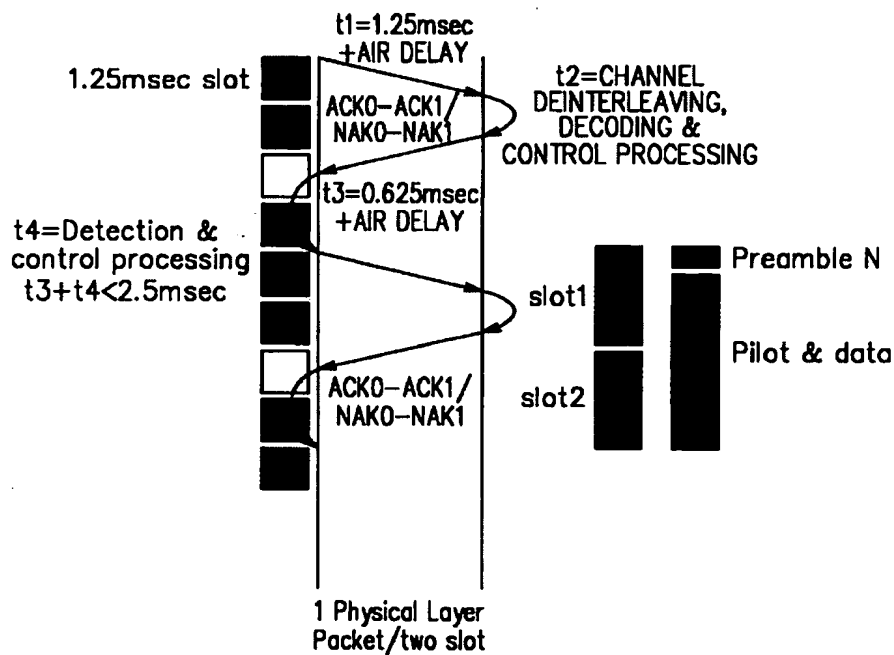 t1=1.25msec
+AIR DELAY
1.25msec slot
t2=CHANNEL
DEINTERLEAVING,
DECODING &
CONTROL PROCESSING
ACK0-ACK1/
NAK0-NAK1
t3=0.625msec
+AIR DELAY
t4=Detection &
control processing
t3+t4<2.5msec
slot1
slot2
Preamble N
Pilot & data
ACK0-ACK1/
NAK0-NAK1
1 Physical Layer
Packet/two slot